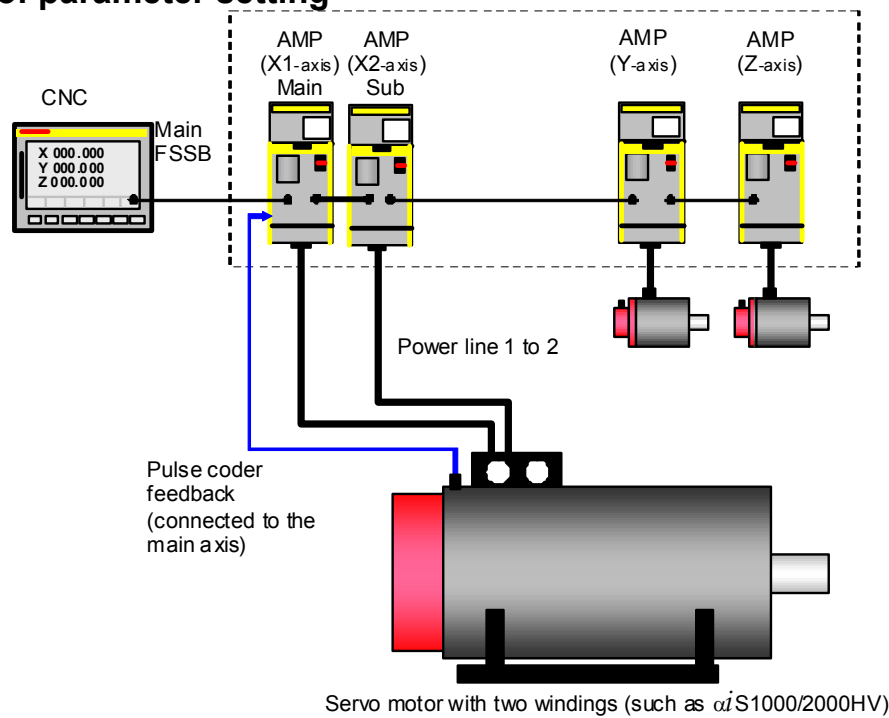 of parameter setting
AMP
(X1-axis)
Main
AMP
(X2-axis)
Sub
AMP
(Y-axis)
AMP
(Z-axis)
CNC
Main
FSSB
X 000.000
Y 000.000
Z 000.000
Power line 1 to 2
Pulse coder
feedback
(connected to the
main axis)
Servo motor with two windings (such as αiS1000/2000HV)